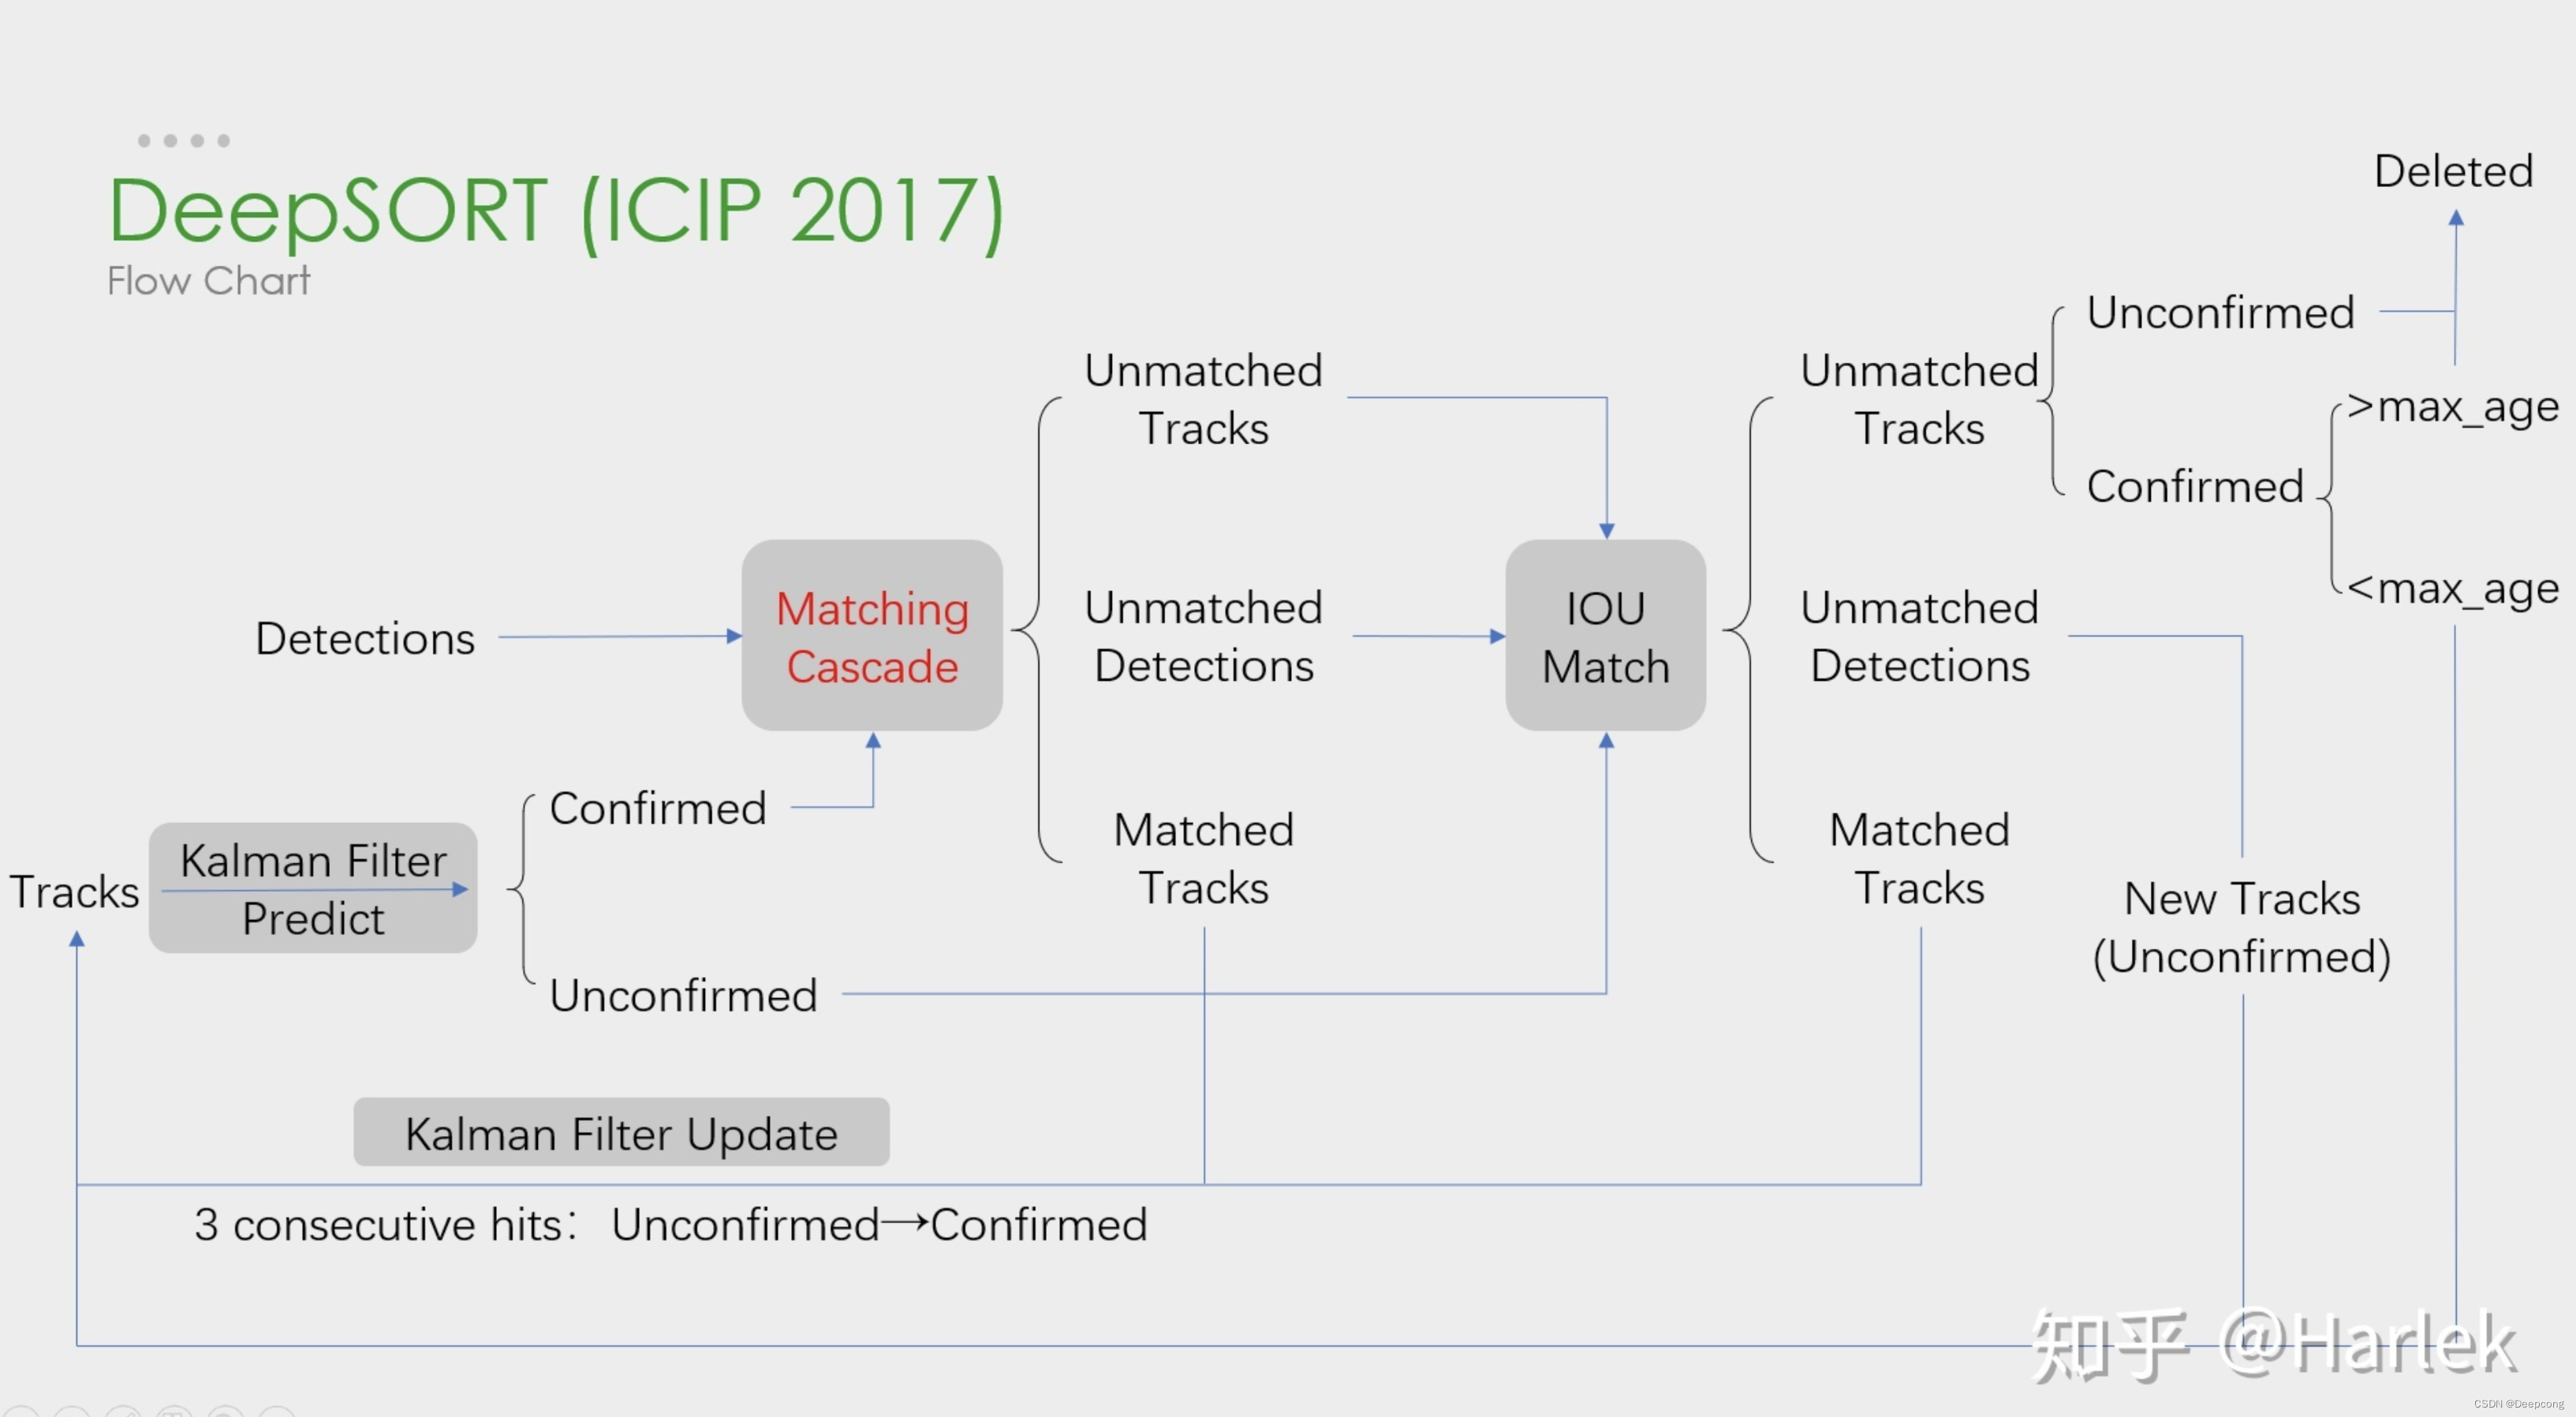 DeepSORT (ICIP 2017)
Flow Chart
Deleted
Unconfirmed
Unmatched
Tracks
Unmatched
Tracks
>max_age
Confirmed
<max_age
Detections
Matching
Cascade
Unmatched
Detections
IOU
Match
Unmatched
Detections
Confirmed
Matched
Tracks
Matched
Tracks
Tracks
Kalman Filter
Predict
New Tracks
(Unconfirmed)
Unconfirmed
Kalman Filter Update
3 consecutive hits：Unconfirmed→Confirmed
知乎 @Harlek
CSDN @Deepcong